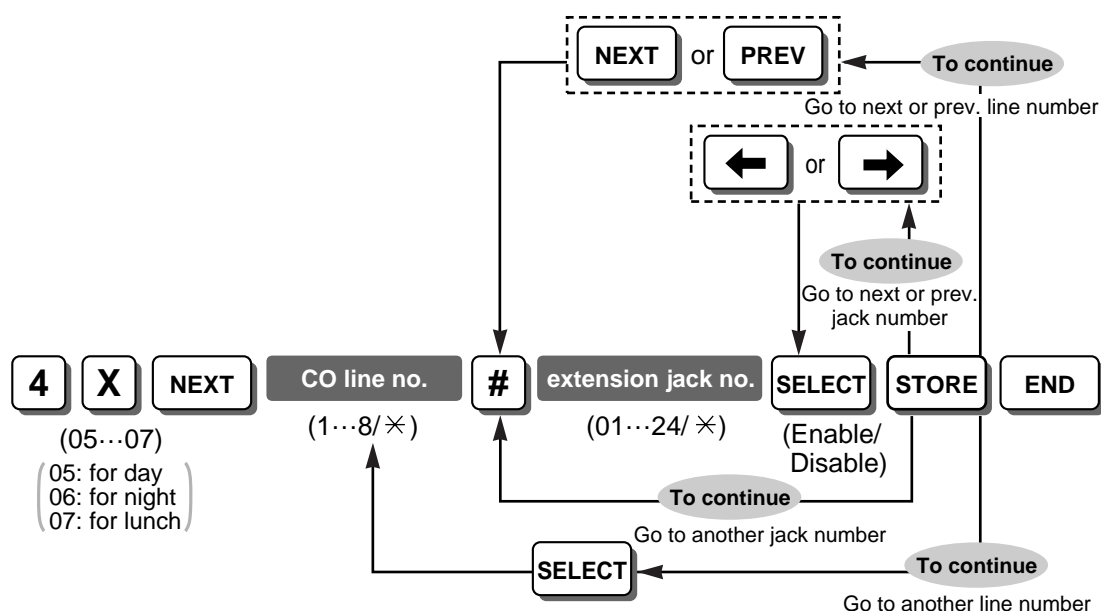 NEXT or PREV
To continue
Go to next or prev. line number
← or →
To continue
Go to next or prev.
jack number
4 X NEXT CO line no. # extension jack no. SELECT STORE END
(05···07)
(1···8/✳)
(01···24/✳)
(Enable/
Disable)
05: for day
06: for night
07: for lunch
To continue
Go to another jack number
SELECT
To continue
Go to another line number